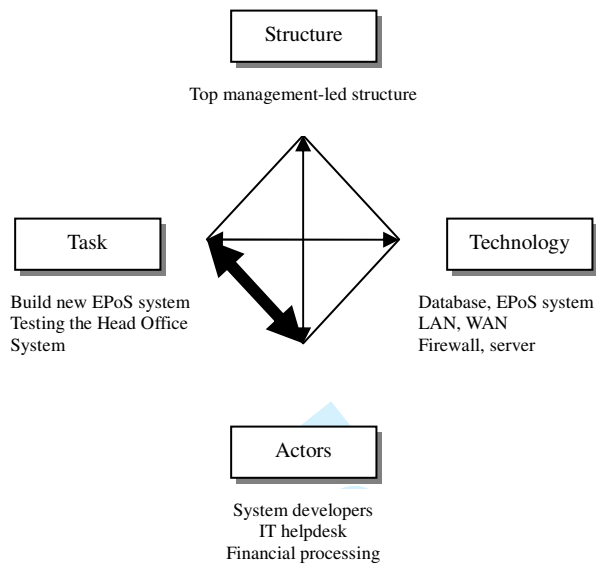 Structure
Top management-led structure
Task
Technology
Build new EPoS system
Testing the Head Office
System
Database, EPoS system
LAN, WAN
Firewall, server
Actors
System developers
IT helpdesk
Financial processing